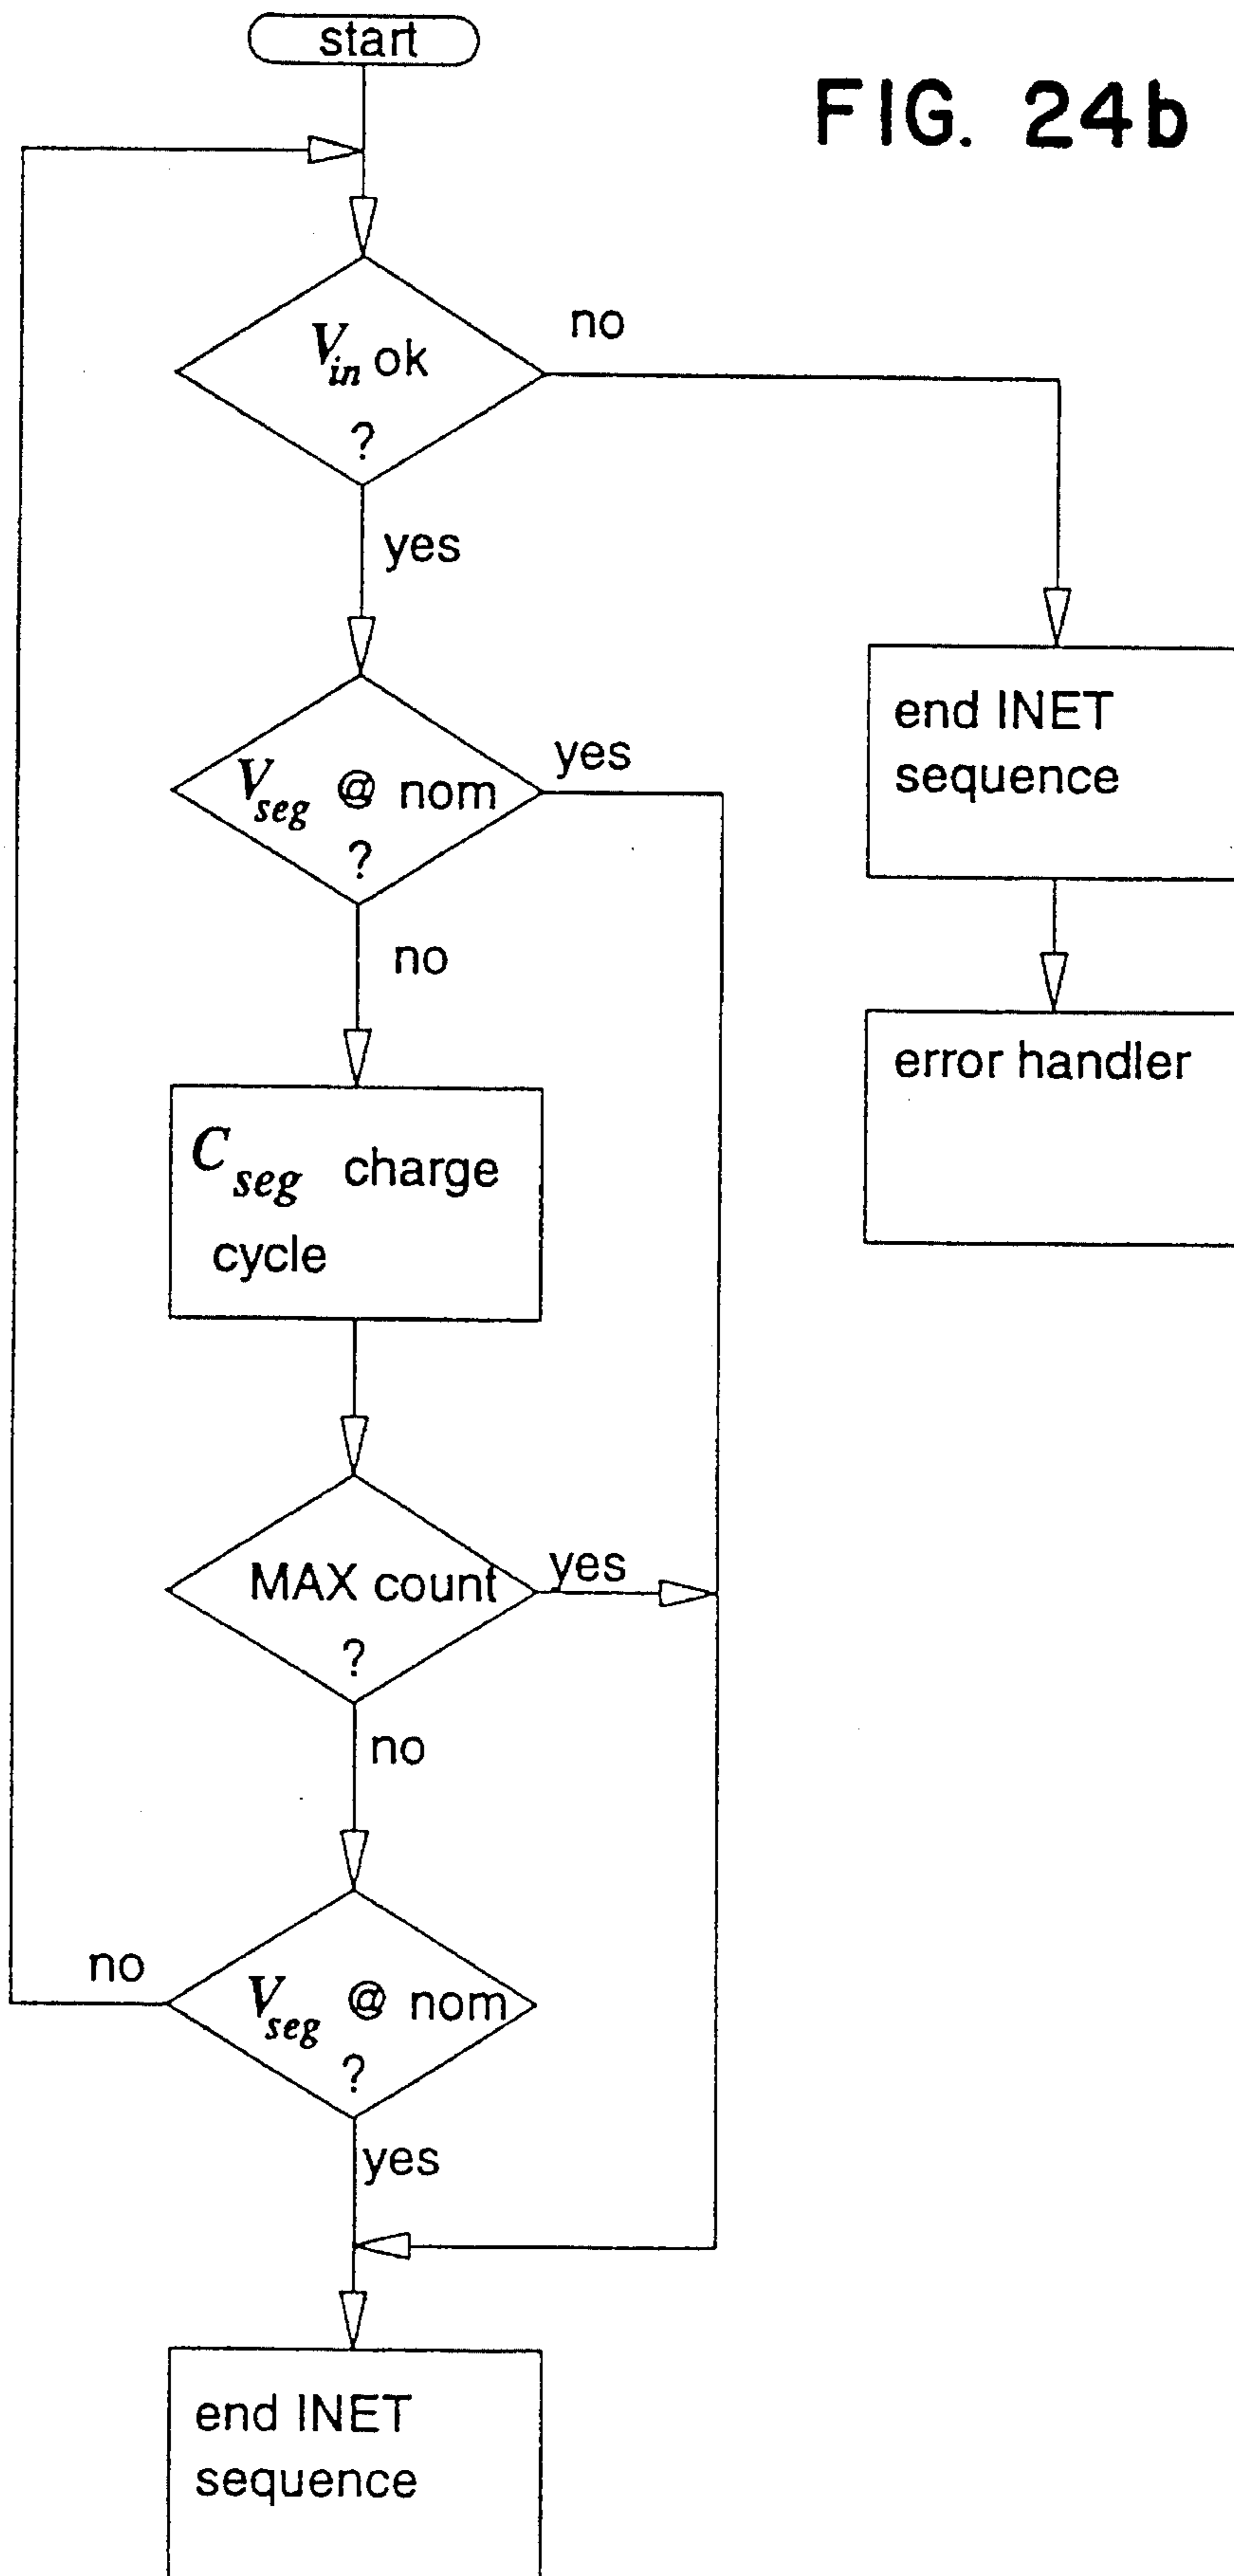 start
FIG. 24b
V_in ok
?
no
yes
V_seg @ nom
?
yes
no
end INET
sequence
error handler
C_seg charge
cycle
MAX count
?
yes
no
V_seg @ nom
?
no
yes
end INET
sequence